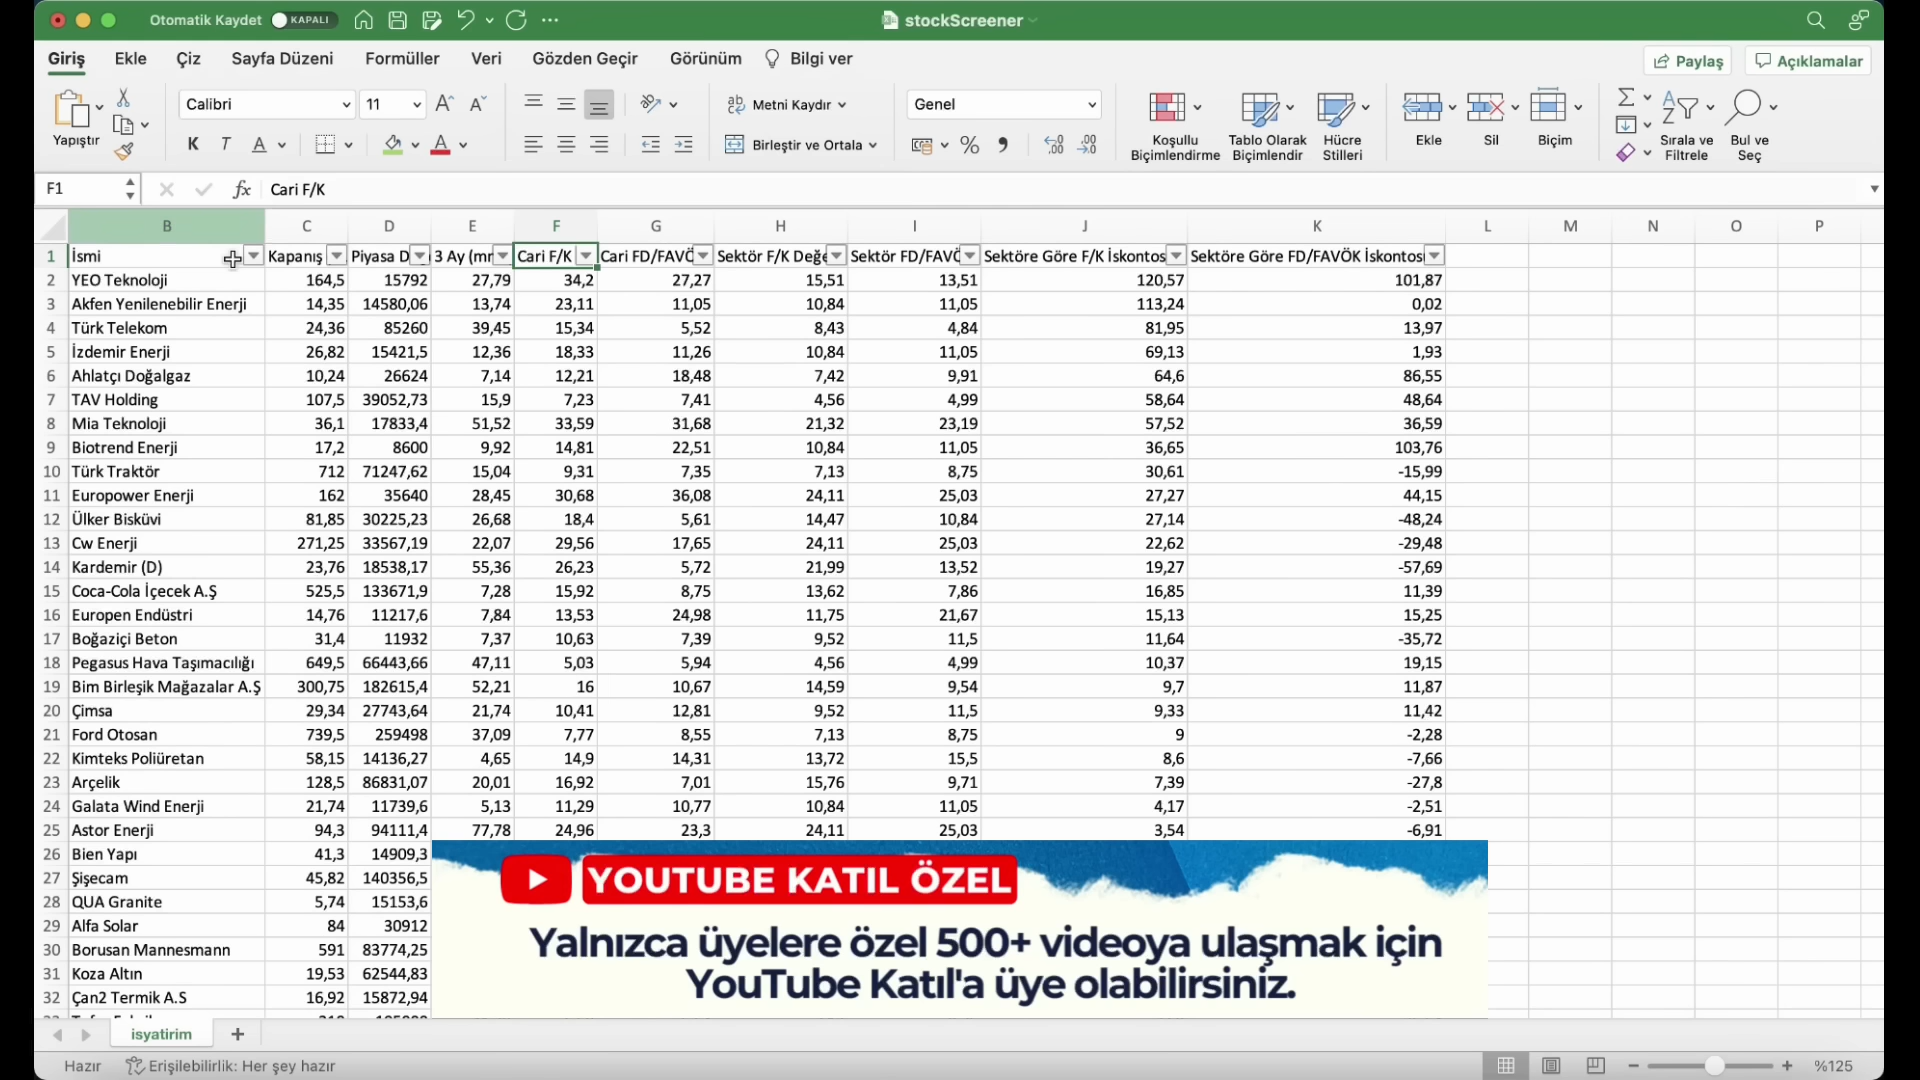 Otomatik Kaydet KAPALI stockScreener
Giriş Ekle Çiz Sayfa Düzeni Formüller Veri Gözden Geçir Görünüm Bilgi ver Paylaş Açıklamalar
Yapıştır Calibri 11 Metni Kaydır Genel
K T A A Birleştir ve Ortala % Koşullu Biçimlendirme Tablo Olarak Biçimlendir Hücre Stilleri Ekle Sil Biçim Sırala ve Filtrele Bul ve Seç
F1 fx Cari F/K
B C D E F G H I J K L M N O P
1 İsmi Kapanış Piyasa D 3 Ay (mn Cari F/K Cari FD/FAVÖ Sektör F/K Değe Sektör FD/FAVÖ Sektöre Göre F/K İskontos Sektöre Göre FD/FAVÖK İskontos
2 YEO Teknoloji 164,5 15792 27,79 34,2 27,27 15,51 13,51 120,57 101,87
3 Akfen Yenilenebilir Enerji 14,35 14580,06 13,74 23,11 11,05 10,84 11,05 113,24 0,02
4 Türk Telekom 24,36 85260 39,45 15,34 5,52 8,43 4,84 81,95 13,97
5 İzdemir Enerji 26,82 15421,5 12,36 18,33 11,26 10,84 11,05 69,13 1,93
6 Ahlatçı Doğalgaz 10,24 26624 7,14 12,21 18,48 7,42 9,91 64,6 86,55
7 TAV Holding 107,5 39052,73 15,9 7,23 7,41 4,56 4,99 58,64 48,64
8 Mia Teknoloji 36,1 17833,4 51,52 33,59 31,68 21,32 23,19 57,52 36,59
9 Biotrend Enerji 17,2 8600 9,92 14,81 22,51 10,84 11,05 36,65 103,76
10 Türk Traktör 712 71247,62 15,04 9,31 7,35 7,13 8,75 30,61 -15,99
11 Europower Enerji 162 35640 28,45 30,68 36,08 24,11 25,03 27,27 44,15
12 Ülker Bisküvi 81,85 30225,23 26,68 18,4 5,61 14,47 10,84 27,14 -48,24
13 Cw Enerji 271,25 33567,19 22,07 29,56 17,65 24,11 25,03 22,62 -29,48
14 Kardemir (D) 23,76 18538,17 55,36 26,23 5,72 21,99 13,52 19,27 -57,69
15 Coca-Cola İçecek A.Ş 525,5 133671,9 7,28 15,92 8,75 13,62 7,86 16,85 11,39
16 Europen Endüstri 14,76 11217,6 7,84 13,53 24,98 11,75 21,67 15,13 15,25
17 Boğaziçi Beton 31,4 11932 7,37 10,63 7,39 9,52 11,5 11,64 -35,72
18 Pegasus Hava Taşımacılığı 649,5 66443,66 47,11 5,03 5,94 4,56 4,99 10,37 19,15
19 Bim Birleşik Mağazalar A.Ş 300,75 182615,4 52,21 16 10,67 14,59 9,54 9,7 11,87
20 Çimsa 29,34 27743,64 21,74 10,41 12,81 9,52 11,5 9,33 11,42
21 Ford Otosan 739,5 259498 37,09 7,77 8,55 7,13 8,75 9 -2,28
22 Kimteks Poliüretan 58,15 14136,27 4,65 14,9 14,31 13,72 15,5 8,6 -7,66
23 Arçelik 128,5 86831,07 20,01 16,92 7,01 15,76 9,71 7,39 -27,8
24 Galata Wind Enerji 21,74 11739,6 5,13 11,29 10,77 10,84 11,05 4,17 -2,51
25 Astor Enerji 94,3 94111,4 77,78 24,96 23,3 24,11 25,03 3,54 -6,91
26 Bien Yapı 41,3 14909,3
27 Şişecam 45,82 140356,5
28 QUA Granite 5,74 15153,6
29 Alfa Solar 84 30912
30 Borusan Mannesmann 591 83774,25
31 Koza Altın 19,53 62544,83
32 Çan2 Termik A.S 16,92 15872,94
YOUTUBE KATIL ÖZEL
Yalnızca üyelere özel 500+ videoya ulaşmak için
YouTube Katıl'a üye olabilirsiniz.
isyatirim
Hazır Erişilebilirlik: Her şey hazır %125